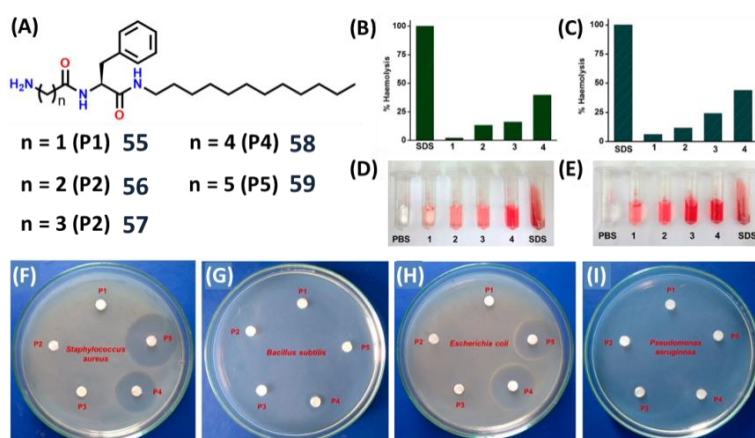 (A)
O
H₂N
( )n
N
H
O
H
N
n = 1 (P1) 55
n = 4 (P4) 58
n = 2 (P2) 56
n = 5 (P5) 59
n = 3 (P2) 57
(B)
% Haemolysis
100
75
50
25
0
SDS 1 2 3 4
(C)
% Haemolysis
100
75
50
25
0
SDS 1 2 3 4
(D)
PBS 1 2 3 4 SDS
(E)
PBS 1 2 3 4 SDS
(F)
P1
P2
P5
Staphylococcus
aureus
P3
P4
(G)
P1
P2
P5
Bacillus subtilis
P3
P4
(H)
P1
P2
P5
Escherichia coil
P3
P4
(I)
P1
P2
P5
Pseudomonas
aeruginosa
P3
P4